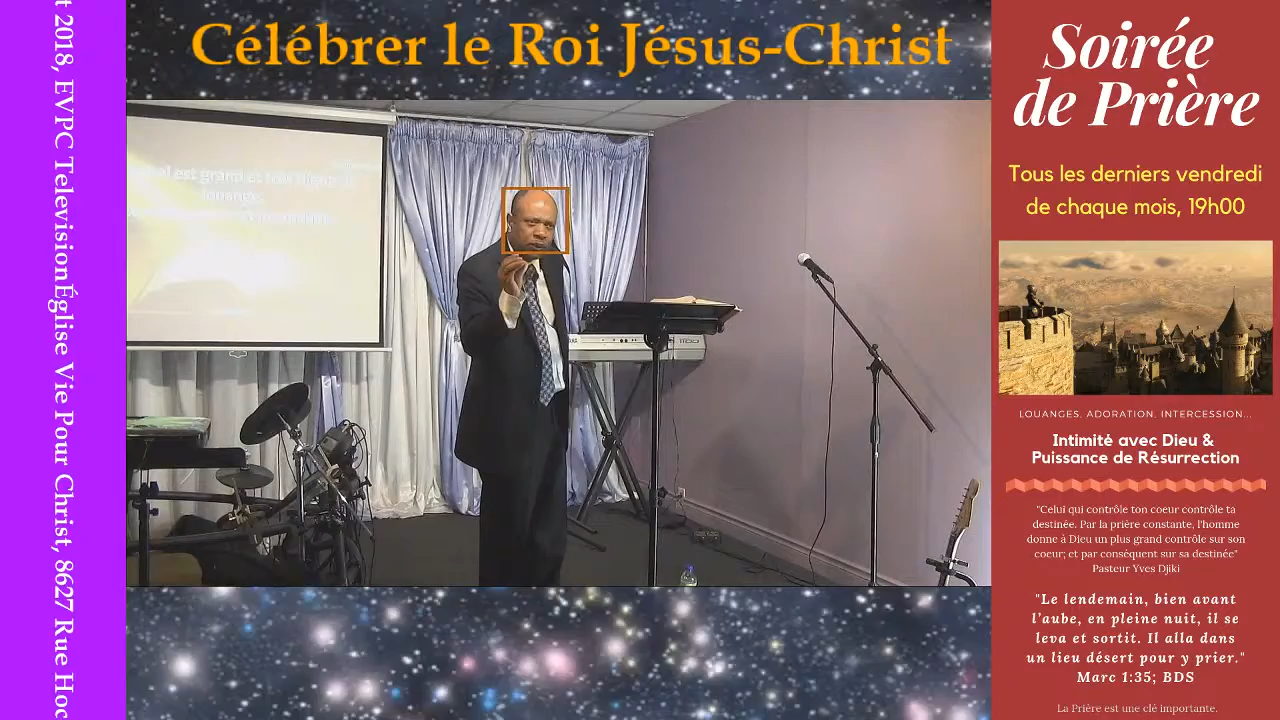 Célébrer le Roi Jésus-Christ
t 2018, EVPC TelevisionÉglise Vie Pour Christ, 8627 Rue Hoc
est grand et
Soirée
de Prière
Tous les derniers vendredi
de chaque mois, 19h00
LOUANGES, ADORATION, INTERCESSION...
Intimité avec Dieu &
Puissance de Résurrection
"Celui qui contrôle ton coeur contrôle ta
destinée. Par la prière constante, l'homme
donne à Dieu un plus grand contrôle sur son
coeur; et par conséquent sur sa destinée"
Pasteur Yves Djiki
"Le lendemain, bien avant
l'aube, en pleine nuit, il se
leva et sortit. Il alla dans
un lieu désert pour y prier."
Marc 1:35; BDS
La Prière est une clé importante.